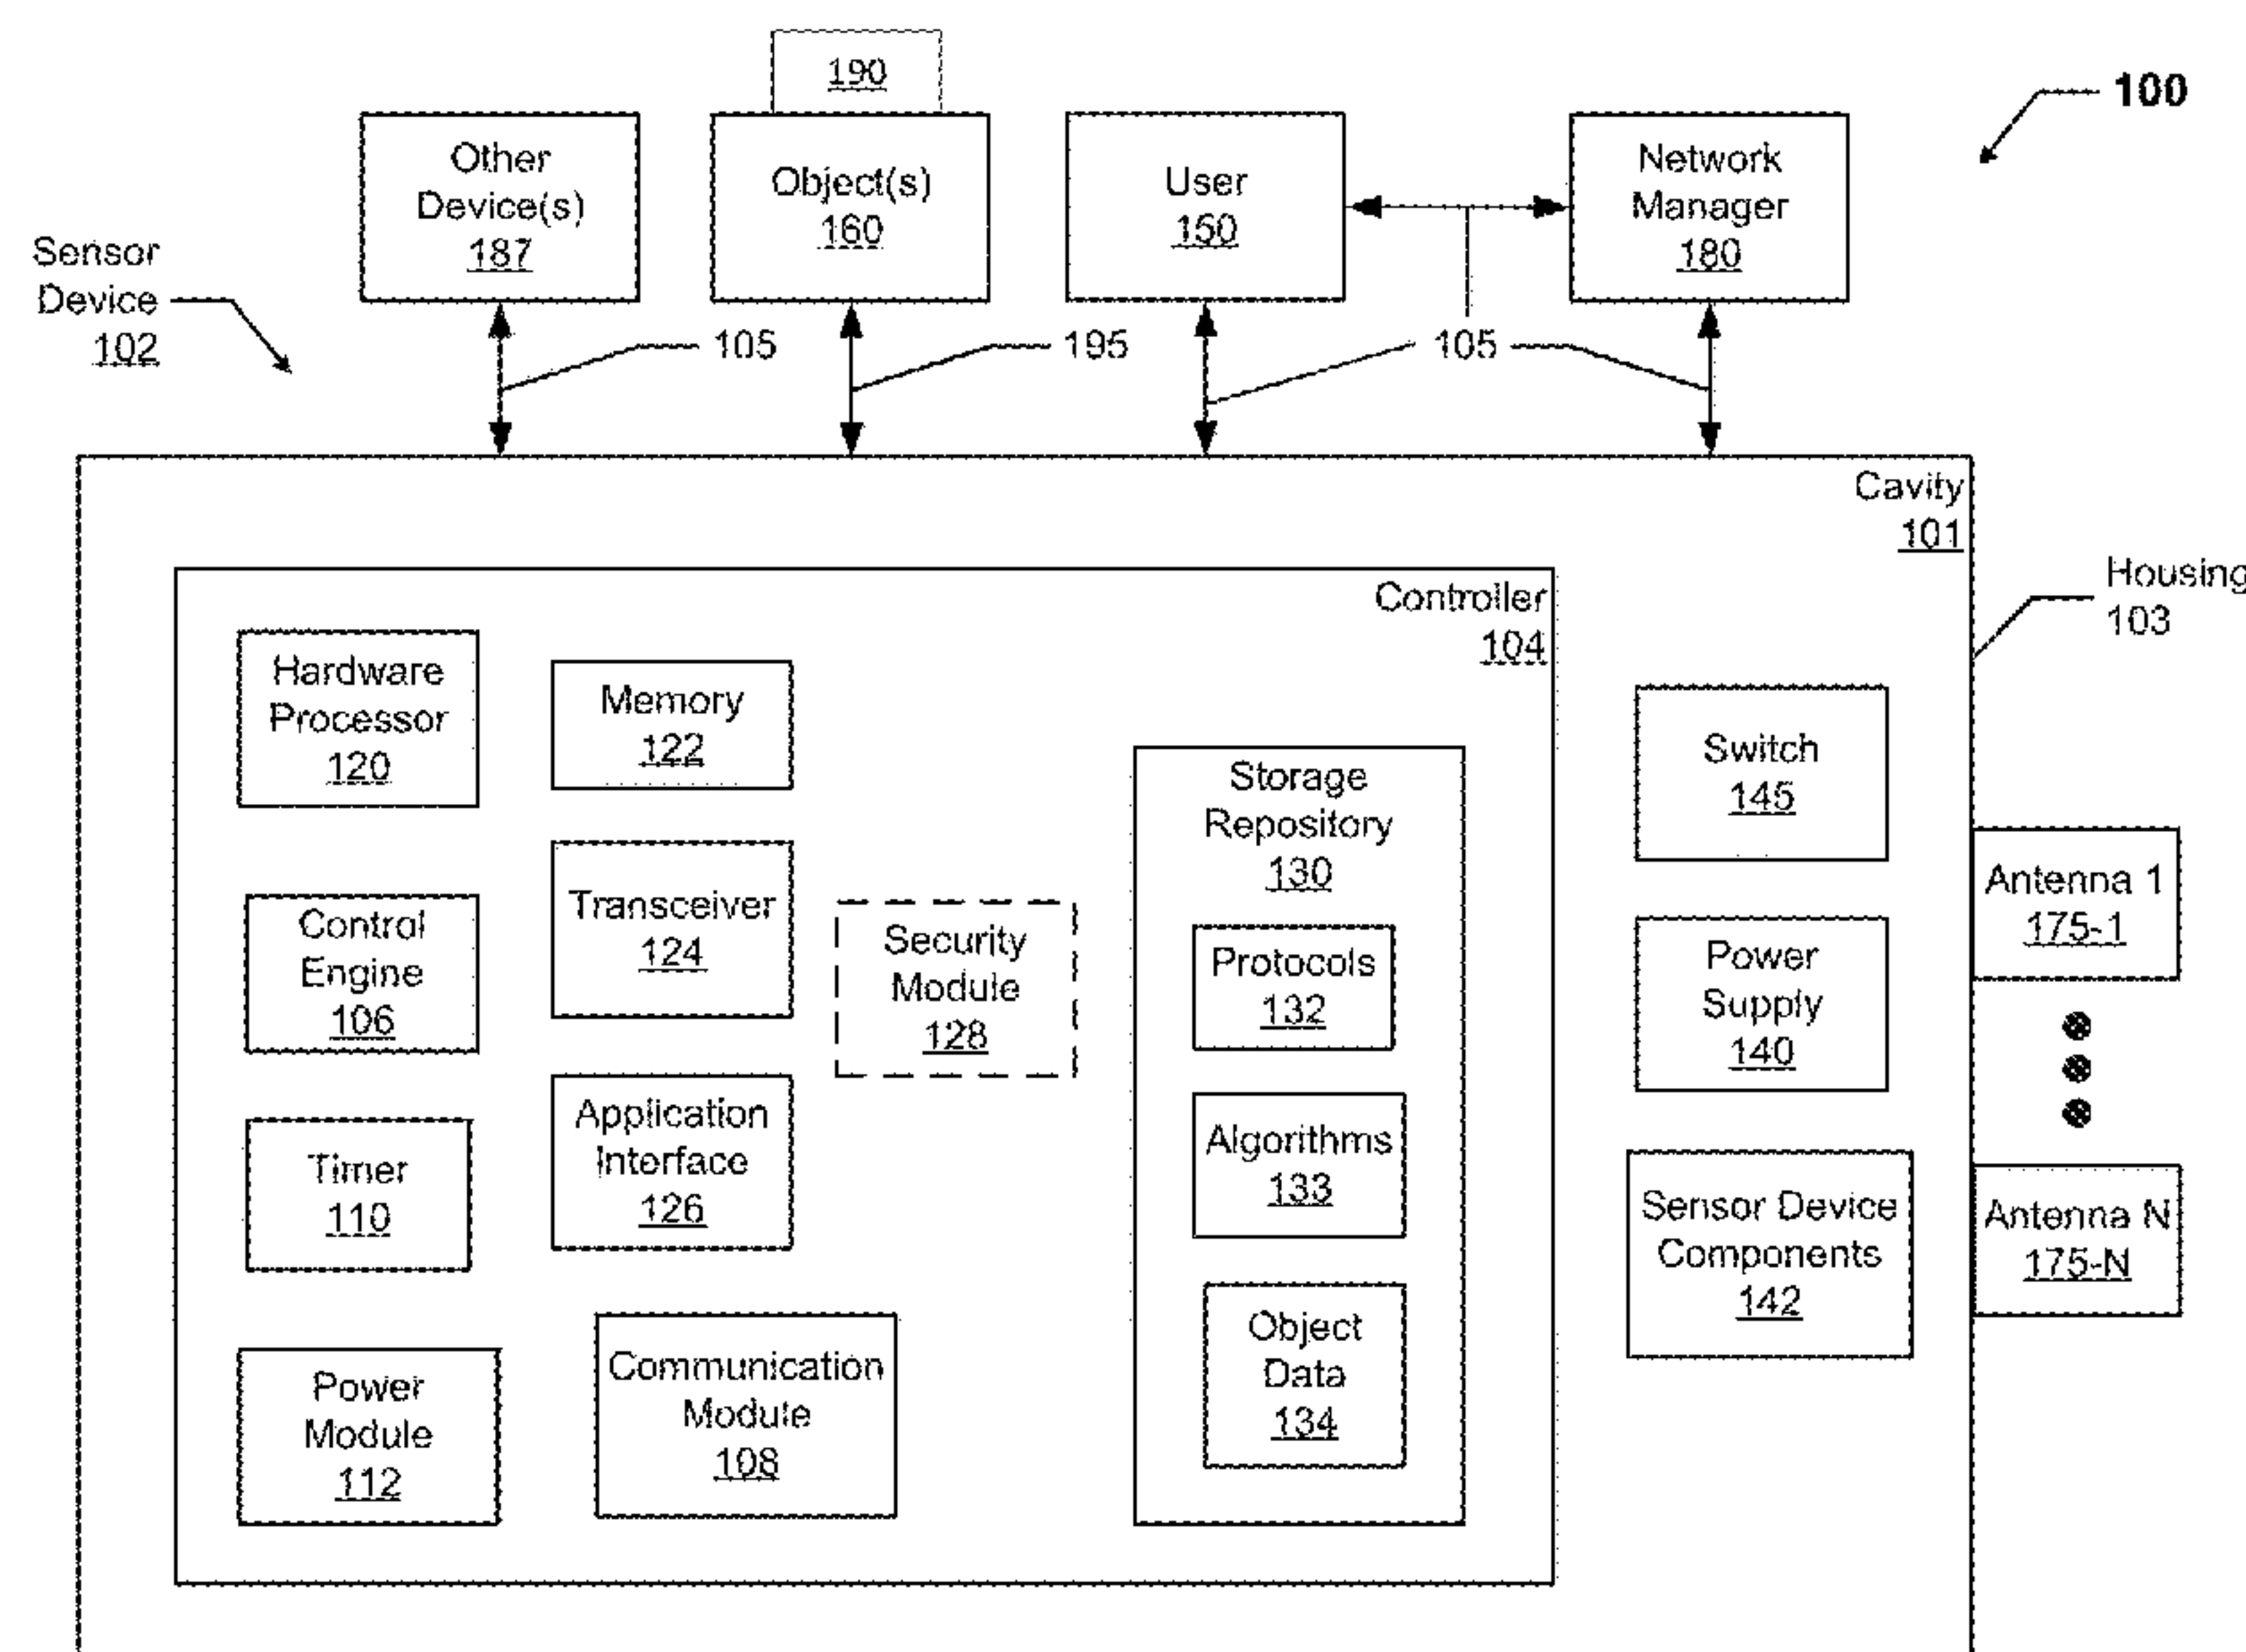 190
100
Other
Device(s)
187
Object(s)
160
User
150
Network
Manager
180
Sensor
Device
102
105
195
105
Cavity
101
Housing
103
Controller
104
Hardware
Processor
120
Memory
122
Storage
Repository
130
Switch
145
Control
Engine
106
Transceiver
124
Security
Module
128
Protocols
132
Power
Supply
140
Antenna 1
175-1
Timer
110
Application
Interface
126
Algorithms
133
Sensor Device
Components
142
Antenna N
175-N
Power
Module
112
Communication
Module
108
Object
Data
134